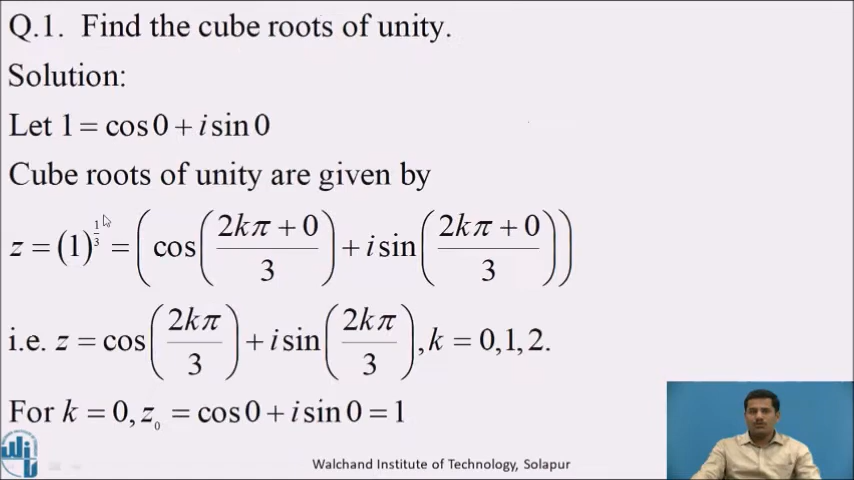 Q.1. Find the cube roots of unity.
Solution:
Let 1 = cos 0 + i sin 0
Cube roots of unity are given by
z = (1)^(1/3) = (cos((2kπ + 0)/3) + i sin((2kπ + 0)/3))
i.e. z = cos(2kπ/3) + i sin(2kπ/3), k = 0,1,2.
For k = 0, z₀ = cos 0 + i sin 0 = 1
Walchand Institute of Technology, Solapur